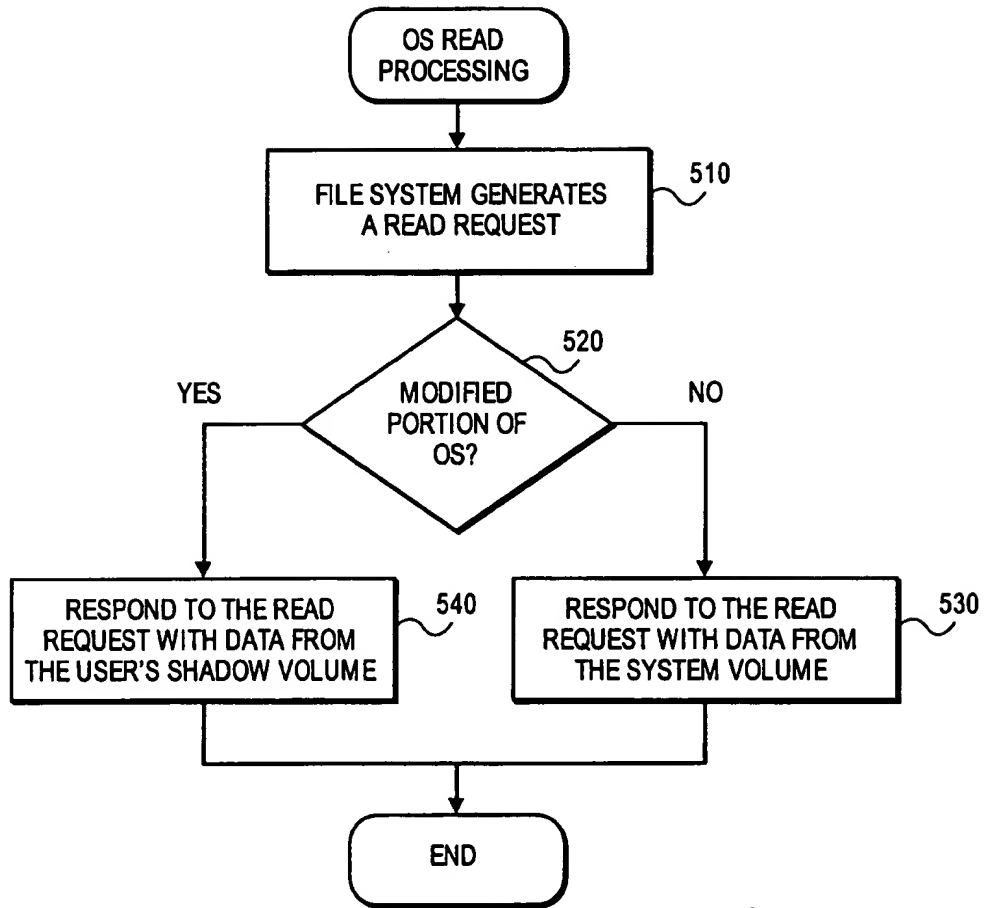 OS READ
PROCESSING
510
FILE SYSTEM GENERATES
A READ REQUEST
520
YES
MODIFIED
PORTION OF
OS?
NO
540
RESPOND TO THE READ
REQUEST WITH DATA FROM
THE USER'S SHADOW VOLUME
530
RESPOND TO THE READ
REQUEST WITH DATA FROM
THE SYSTEM VOLUME
END